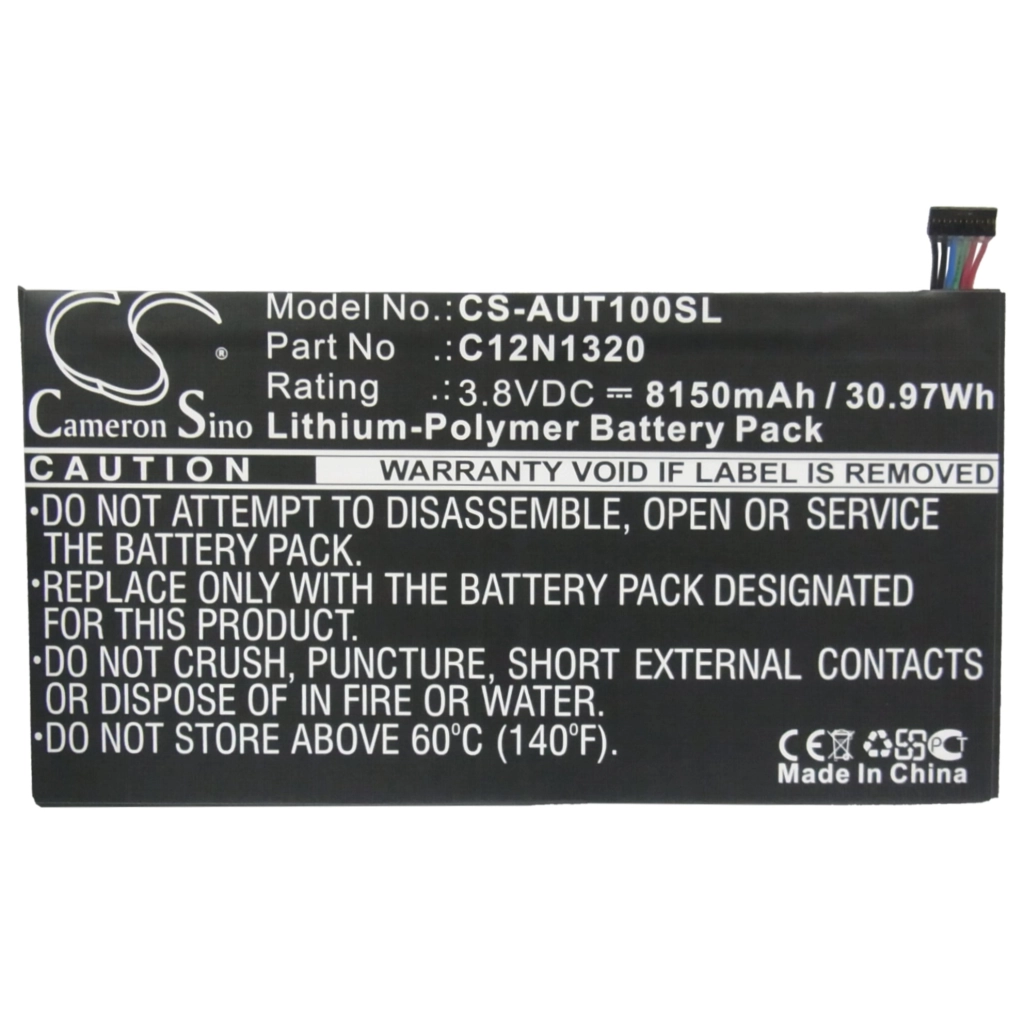 Model No.:CS-AUT100SL
Part No .:C12N1320
Rating .:3.8VDC ⎓ 8150mAh / 30.97Wh
Lithium-Polymer Battery Pack
CS
®
Cameron Sino
CAUTION WARRANTY VOID IF LABEL IS REMOVED
·DO NOT ATTEMPT TO DISASSEMBLE, OPEN OR SERVICE
THE BATTERY PACK.
·REPLACE ONLY WITH THE BATTERY PACK DESIGNATED
FOR THIS PRODUCT.
·DO NOT CRUSH, PUNCTURE, SHORT EXTERNAL CONTACTS
OR DISPOSE OF IN FIRE OR WATER.
·DO NOT STORE ABOVE 60°C (140°F).
CE PCT
Made In China